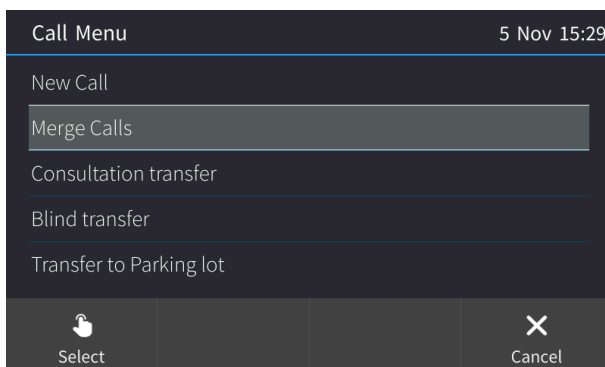 Call Menu 5 Nov 15:29
New Call
Merge Calls
Consultation transfer
Blind transfer
Transfer to Parking lot
Select Cancel